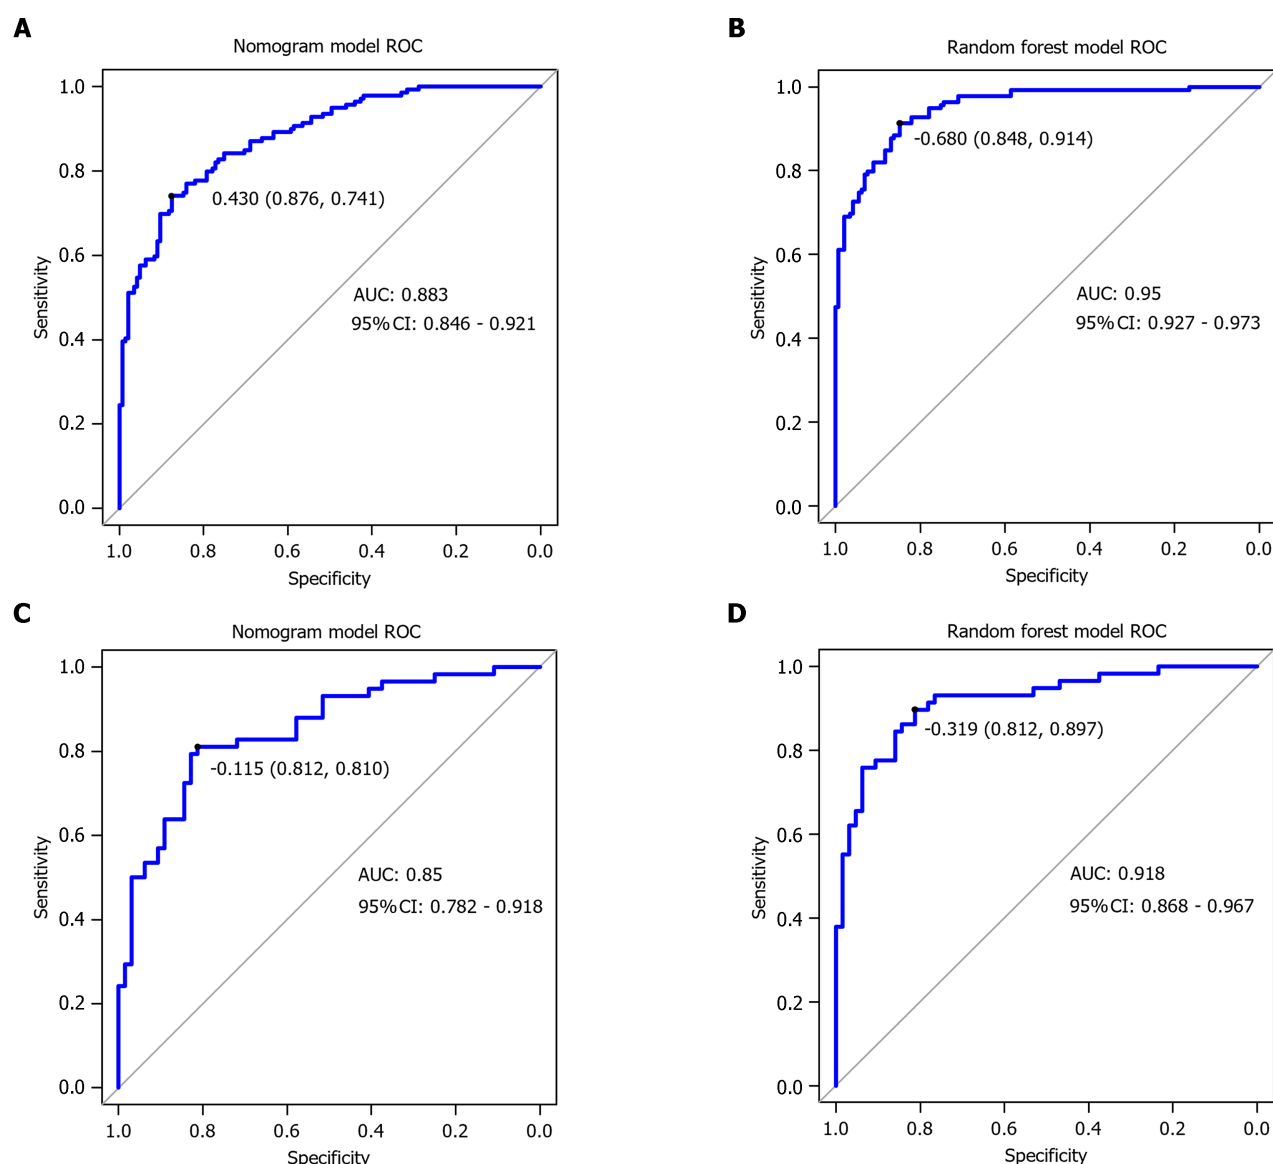 A
Nomogram model ROC
1.0
0.8
0.6
0.4
0.2
0.0
Sensitivity
0.430 (0.876, 0.741)
AUC: 0.883
95%CI: 0.846 - 0.921
1.0 0.8 0.6 0.4 0.2 0.0
Specificity
B
Random forest model ROC
1.0
0.8
0.6
0.4
0.2
0.0
Sensitivity
-0.680 (0.848, 0.914)
AUC: 0.95
95%CI: 0.927 - 0.973
1.0 0.8 0.6 0.4 0.2 0.0
Specificity
C
Nomogram model ROC
1.0
0.8
0.6
0.4
0.2
0.0
Sensitivity
-0.115 (0.812, 0.810)
AUC: 0.85
95%CI: 0.782 - 0.918
1.0 0.8 0.6 0.4 0.2 0.0
Specificity
D
Random forest model ROC
1.0
0.8
0.6
0.4
0.2
0.0
Sensitivity
-0.319 (0.812, 0.897)
AUC: 0.918
95%CI: 0.868 - 0.967
1.0 0.8 0.6 0.4 0.2 0.0
Specificity